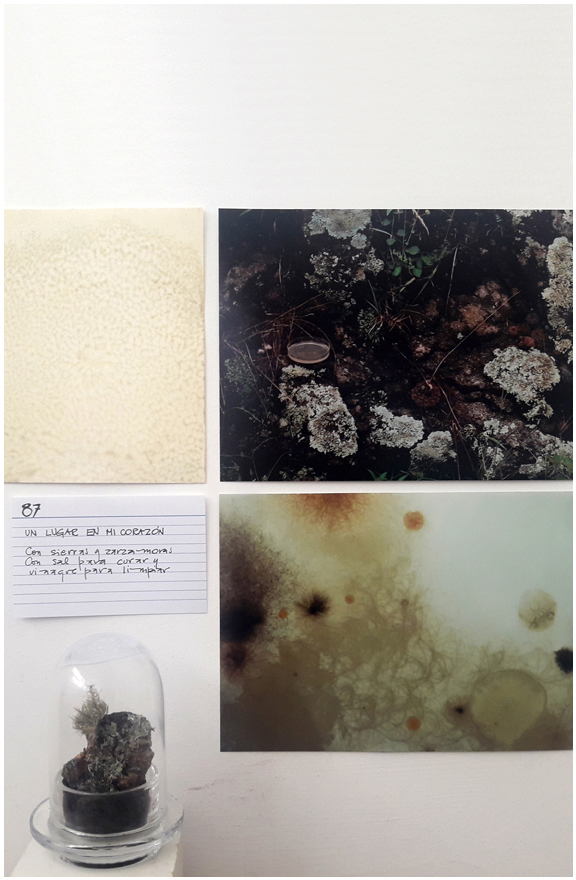 87
UN LUGAR EN MI CORAZÓN
Con sierras y zarza-moras
Con sal para curar y
vinagre para limpiar